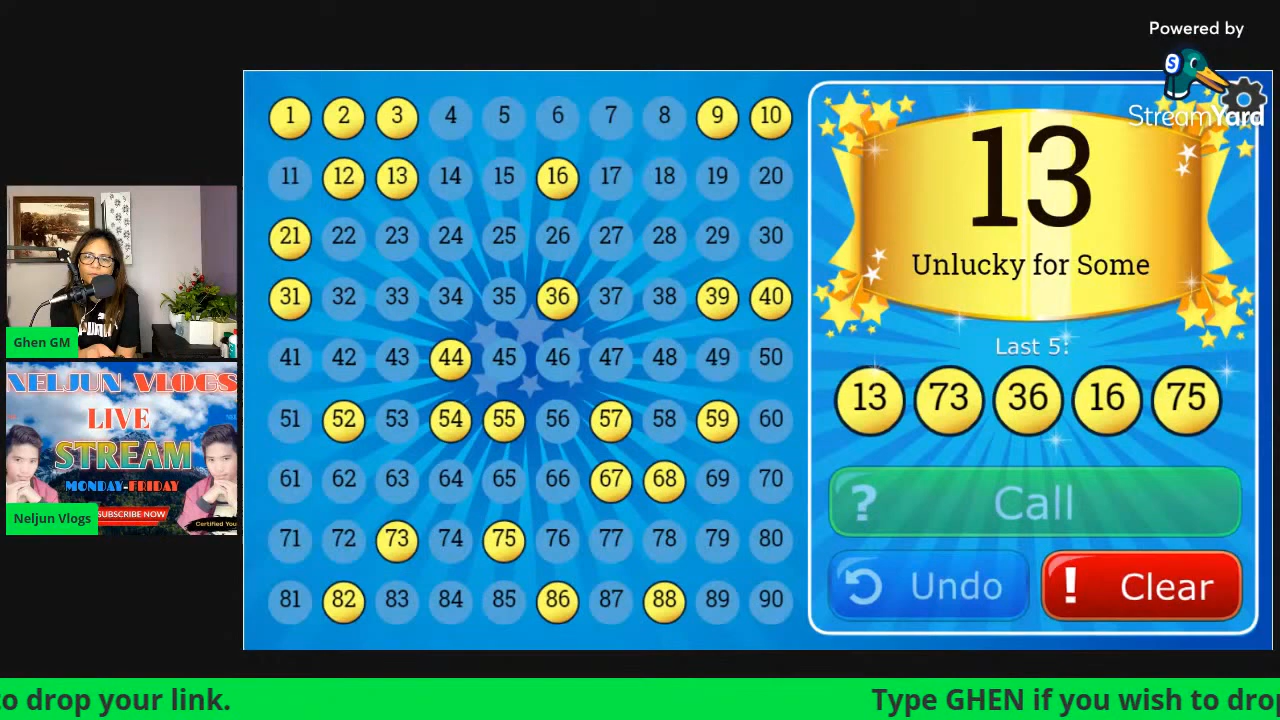 Powered by
StreamYard
1 2 3 4 5 6 7 8 9 10
11 12 13 14 15 16 17 18 19 20
21 22 23 24 25 26 27 28 29 30
31 32 33 34 35 36 37 38 39 40
41 42 43 44 45 46 47 48 49 50
51 52 53 54 55 56 57 58 59 60
61 62 63 64 65 66 67 68 69 70
71 72 73 74 75 76 77 78 79 80
81 82 83 84 85 86 87 88 89 90
13
Unlucky for Some
Last 5:
13 73 36 16 75
? Call
Undo
! Clear
Ghen GM
NELJUN VLOGS
LIVE
STREAM
MONDAY-FRIDAY
SUBSCRIBE NOW
Certified You
Neljun Vlogs
to drop your link.
Type GHEN if you wish to drop